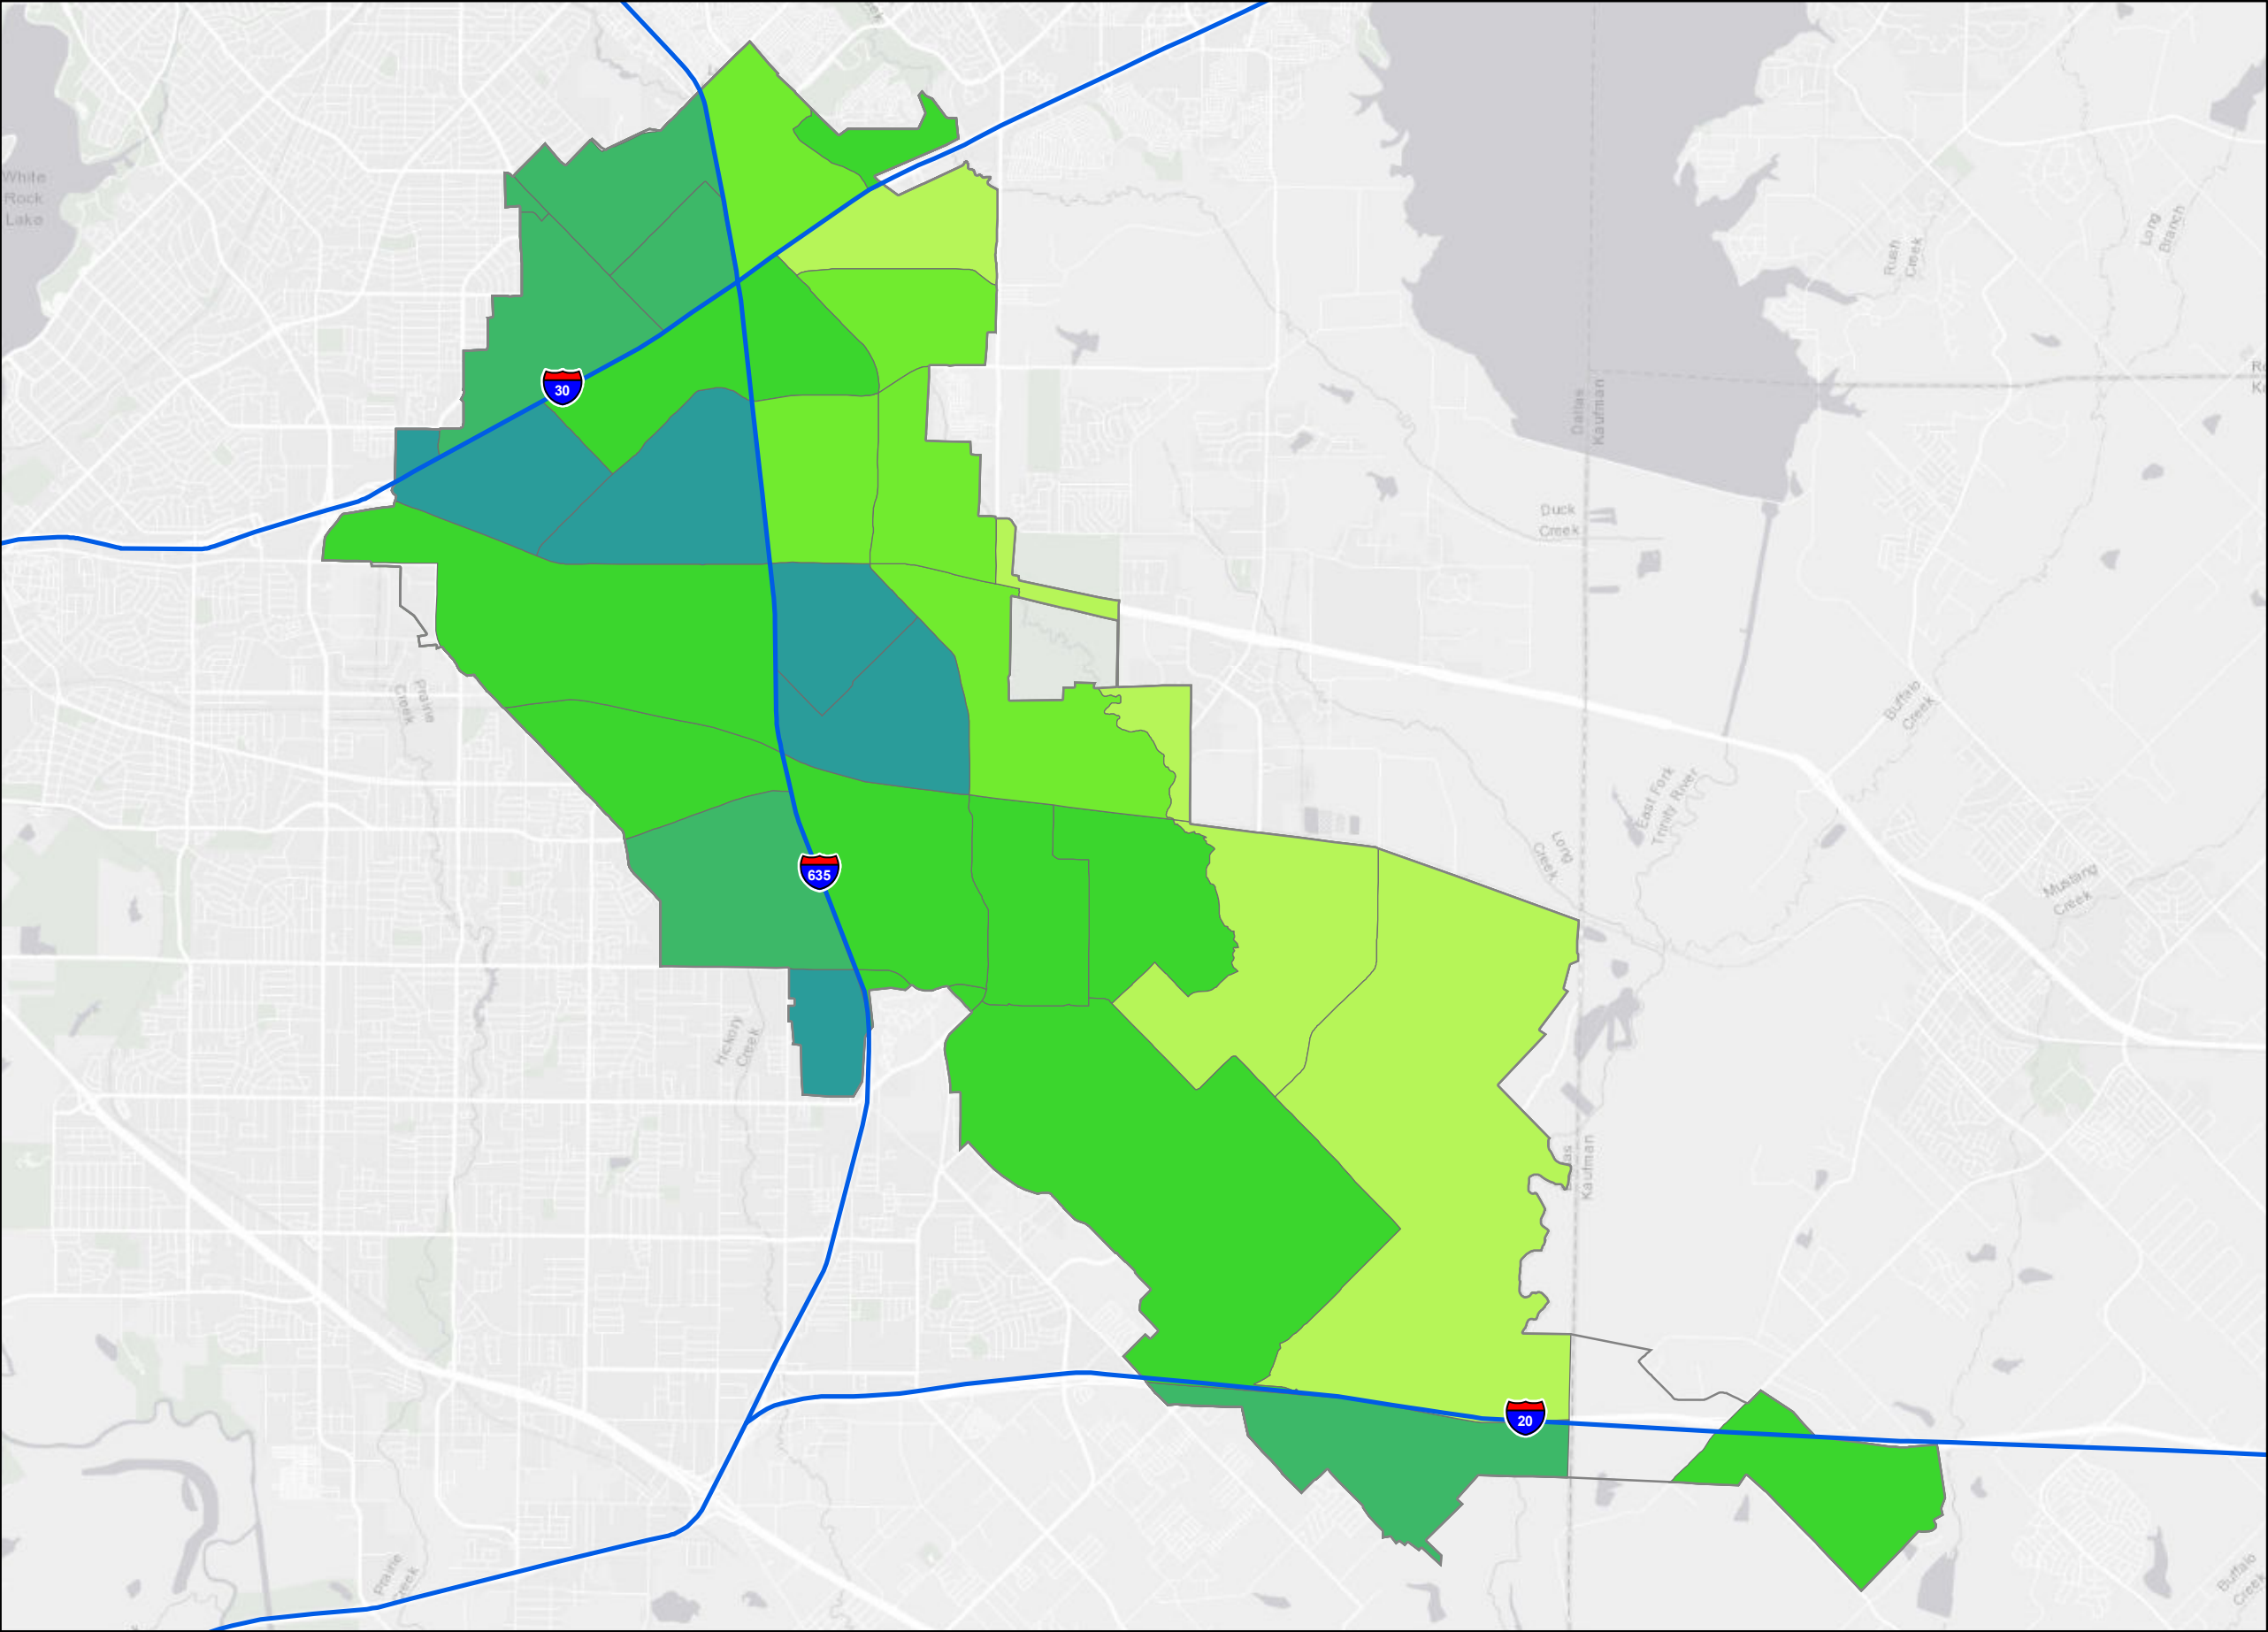 White
Rock
Lake
30
Rush
Creek
Long
Branch
Dallas
Kaufman
Duck
Creek
Prairie
Creek
Buffalo
Creek
East Fork
Trinity River
Long
Creek
Mustang
Creek
635
Hickory
Creek
Kaufman
20
Prairie
Creek
Buffalo
Creek